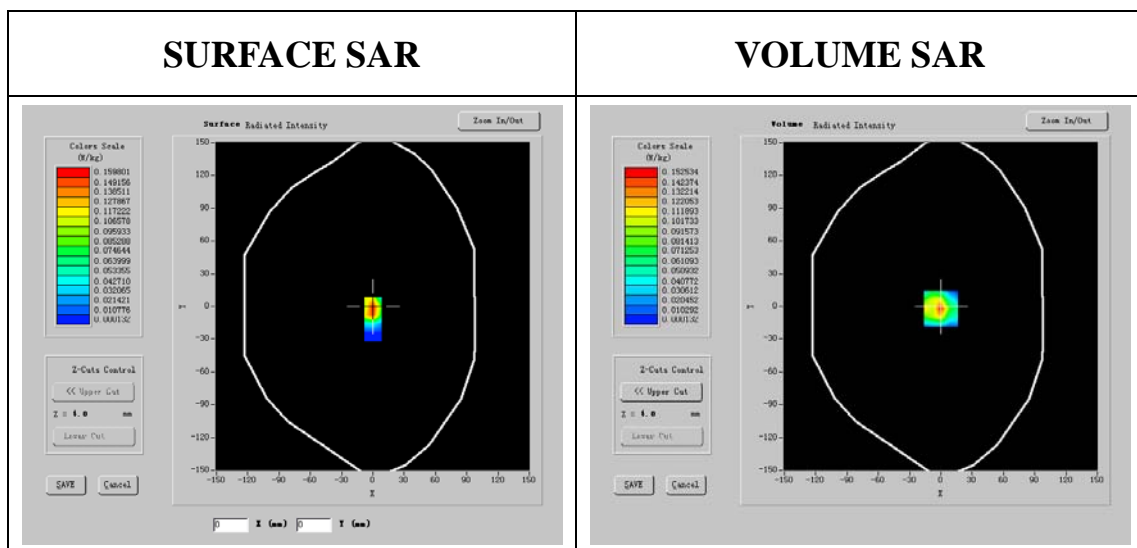 SURFACE SAR
VOLUME SAR
Surface Radiated Intensity
Zoom In/Out
Colors Scale
(W/kg)
0.159801
0.149156
0.138511
0.127867
0.117222
0.106578
0.095933
0.085288
0.074644
0.063999
0.053355
0.042710
0.032065
0.021421
0.010776
0.000132
150
120
90
60
30
0
-30
-60
-90
-120
-150
Y
-150 -120 -90 -60 -30 0 30 60 90 120 150
X
Z-Cuts Control
<< Upper Cut
Z = 4.0 mm
Lower Cut
SAVE Cancel
0 X (mm) 0 Y (mm)
Volume Radiated Intensity
Zoom In/Out
Colors Scale
(W/kg)
0.152534
0.142374
0.132214
0.122053
0.111893
0.101733
0.091573
0.081413
0.071253
0.061093
0.050932
0.040772
0.030612
0.020452
0.010292
0.000132
150
120
90
60
30
0
-30
-60
-90
-120
-150
Y
-150 -120 -90 -60 -30 0 30 60 90 120 150
X
Z-Cuts Control
<< Upper Cut
Z = 4.0 mm
Lower Cut
SAVE Cancel